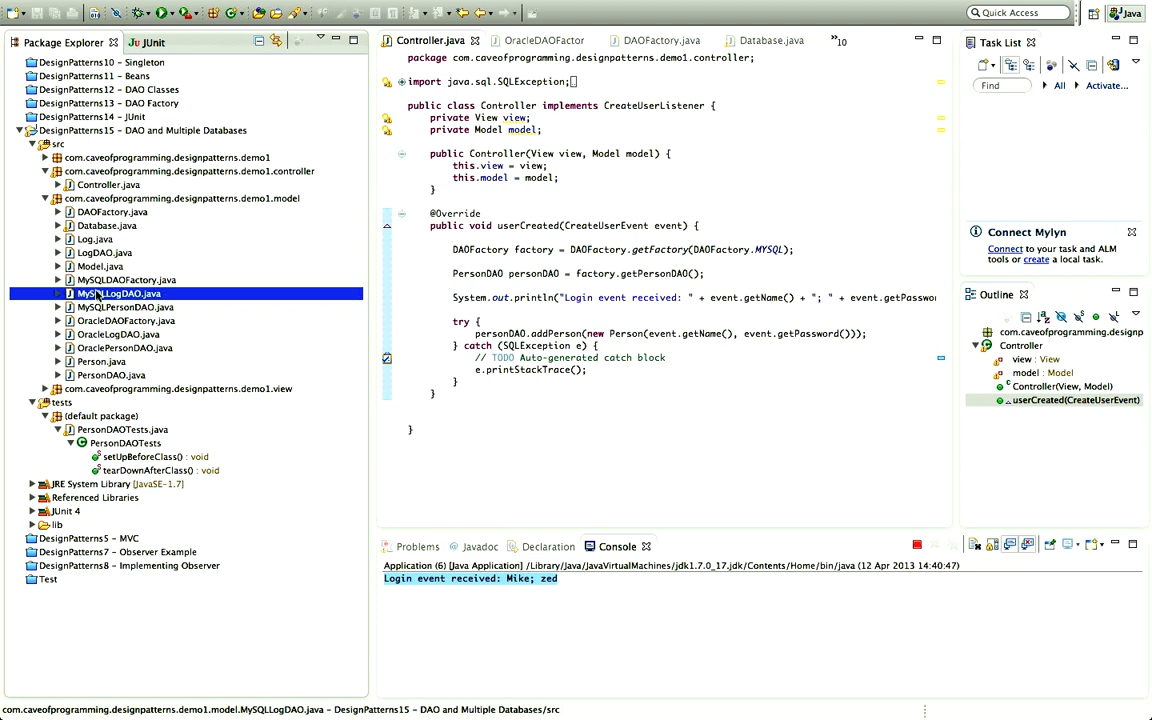 Quick Access
Java
Package Explorer
JUnit
DesignPatterns10 - Singleton
DesignPatterns11 - Beans
DesignPatterns12 - DAO Classes
DesignPatterns13 - DAO Factory
DesignPatterns14 - JUnit
DesignPatterns15 - DAO and Multiple Databases
src
com.caveofprogramming.designpatterns.demo1
com.caveofprogramming.designpatterns.demo1.controller
Controller.java
com.caveofprogramming.designpatterns.demo1.model
DAOFactory.java
Database.java
Log.java
LogDAO.java
Model.java
MySQLDAOFactory.java
MySQLLogDAO.java
MySQLPersonDAO.java
OracleDAOFactory.java
OracleLogDAO.java
OraclePersonDAO.java
Person.java
PersonDAO.java
com.caveofprogramming.designpatterns.demo1.view
tests
(default package)
PersonDAOTests.java
PersonDAOTests
setUpBeforeClass() : void
tearDownAfterClass() : void
JRE System Library [JavaSE-1.7]
Referenced Libraries
JUnit 4
lib
DesignPatterns5 - MVC
DesignPatterns7 - Observer Example
DesignPatterns8 - Implementing Observer
Test
Controller.java
OracleDAOFactor
DAOFactory.java
Database.java
»10
package com.caveofprogramming.designpatterns.demo1.controller;
import java.sql.SQLException;
public class Controller implements CreateUserListener {
private View view;
private Model model;
public Controller(View view, Model model) {
this.view = view;
this.model = model;
}
@Override
public void userCreated(CreateUserEvent event) {
DAOFactory factory = DAOFactory.getFactory(DAOFactory.MYSQL);
PersonDAO personDAO = factory.getPersonDAO();
System.out.println("Login event received: " + event.getName() + "; " + event.getPasswor
try {
personDAO.addPerson(new Person(event.getName(), event.getPassword()));
} catch (SQLException e) {
// TODO Auto-generated catch block
e.printStackTrace();
}
}
}
Task List
Find
All
Activate...
Connect Mylyn
Connect to your task and ALM
tools or create a local task.
Outline
com.caveofprogramming.designp
Controller
view : View
model : Model
Controller(View, Model)
userCreated(CreateUserEvent)
Problems
Javadoc
Declaration
Console
Application (6) [Java Application] /Library/Java/JavaVirtualMachines/jdk1.7.0_17.jdk/Contents/Home/bin/java (12 Apr 2013 14:40:47)
Login event received: Mike; zed
com.caveofprogramming.designpatterns.demo1.model.MySQLLogDAO.java - DesignPatterns15 - DAO and Multiple Databases/src